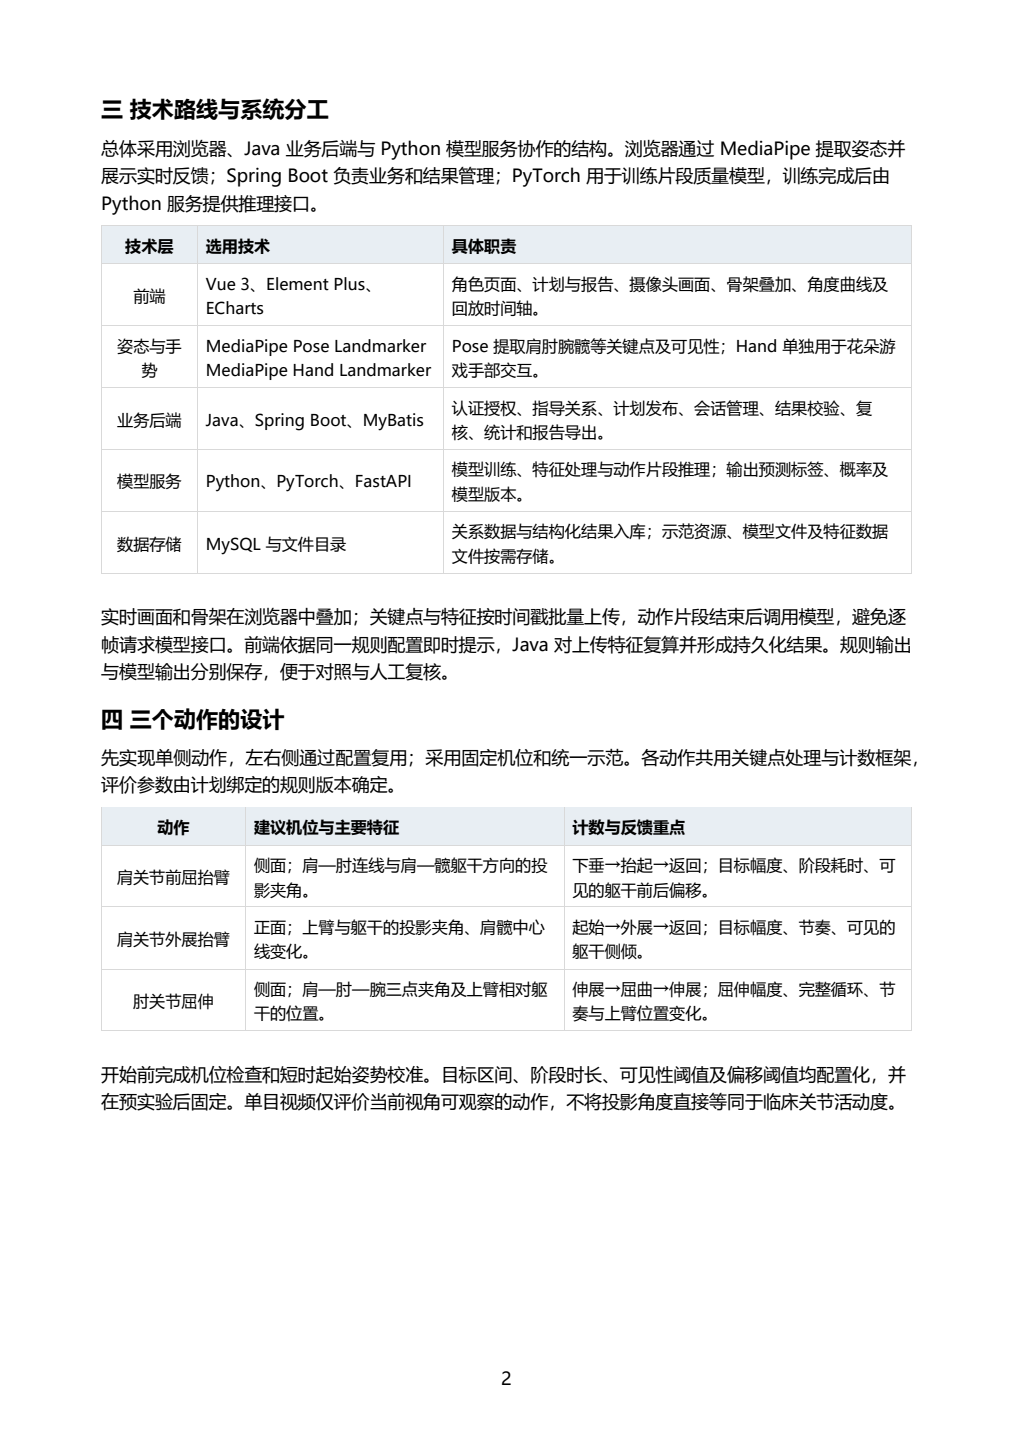 三 技术路线与系统分工
总体采用浏览器、Java 业务后端与 Python 模型服务协作的结构。浏览器通过 MediaPipe 提取姿态并
展示实时反馈；Spring Boot 负责业务和结果管理；PyTorch 用于训练片段质量模型，训练完成后由
Python 服务提供推理接口。
技术层 选用技术 具体职责
前端
Vue 3、Element Plus、
ECharts
角色页面、计划与报告、摄像头画面、骨架叠加、角度曲线及
回放时间轴。
姿态与手
势
MediaPipe Pose Landmarker
MediaPipe Hand Landmarker
Pose 提取肩肘腕髋等关键点及可见性；Hand 单独用于花朵游
戏手部交互。
业务后端
Java、Spring Boot、MyBatis
认证授权、指导关系、计划发布、会话管理、结果校验、复
核、统计和报告导出。
模型服务
Python、PyTorch、FastAPI
模型训练、特征处理与动作片段推理；输出预测标签、概率及
模型版本。
数据存储
MySQL 与文件目录
关系数据与结构化结果入库；示范资源、模型文件及特征数据
文件按需存储。
实时画面和骨架在浏览器中叠加；关键点与特征按时间戳批量上传，动作片段结束后调用模型，避免逐
帧请求模型接口。前端依据同一规则配置即时提示，Java 对上传特征复算并形成持久化结果。规则输出
与模型输出分别保存，便于对照与人工复核。
四 三个动作的设计
先实现单侧动作，左右侧通过配置复用；采用固定机位和统一示范。各动作共用关键点处理与计数框架，
评价参数由计划绑定的规则版本确定。
动作 建议机位与主要特征 计数与反馈重点
肩关节前屈抬臂
侧面；肩—肘连线与肩—髋躯干方向的投
影夹角。
下垂→抬起→返回；目标幅度、阶段耗时、可
见的躯干前后偏移。
肩关节外展抬臂
正面；上臂与躯干的投影夹角、肩髋中心
线变化。
起始→外展→返回；目标幅度、节奏、可见的
躯干侧倾。
肘关节屈伸
侧面；肩—肘—腕三点夹角及上臂相对躯
干的位置。
伸展→屈曲→伸展；屈伸幅度、完整循环、节
奏与上臂位置变化。
开始前完成机位检查和短时起始姿势校准。目标区间、阶段时长、可见性阈值及偏移阈值均配置化，并
在预实验后固定。单目视频仅评价当前视角可观察的动作，不将投影角度直接等同于临床关节活动度。
2